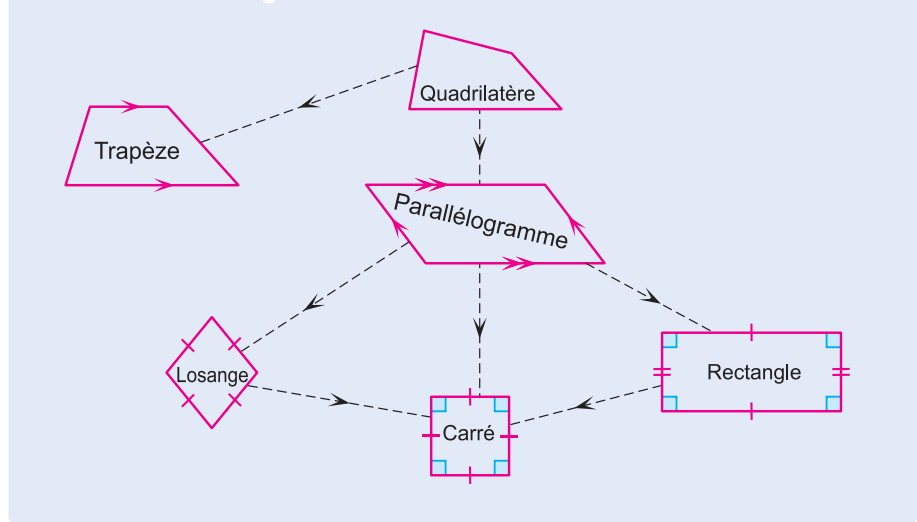 Quadrilatère
Trapèze
Parallélogramme
Losange
Rectangle
Carré